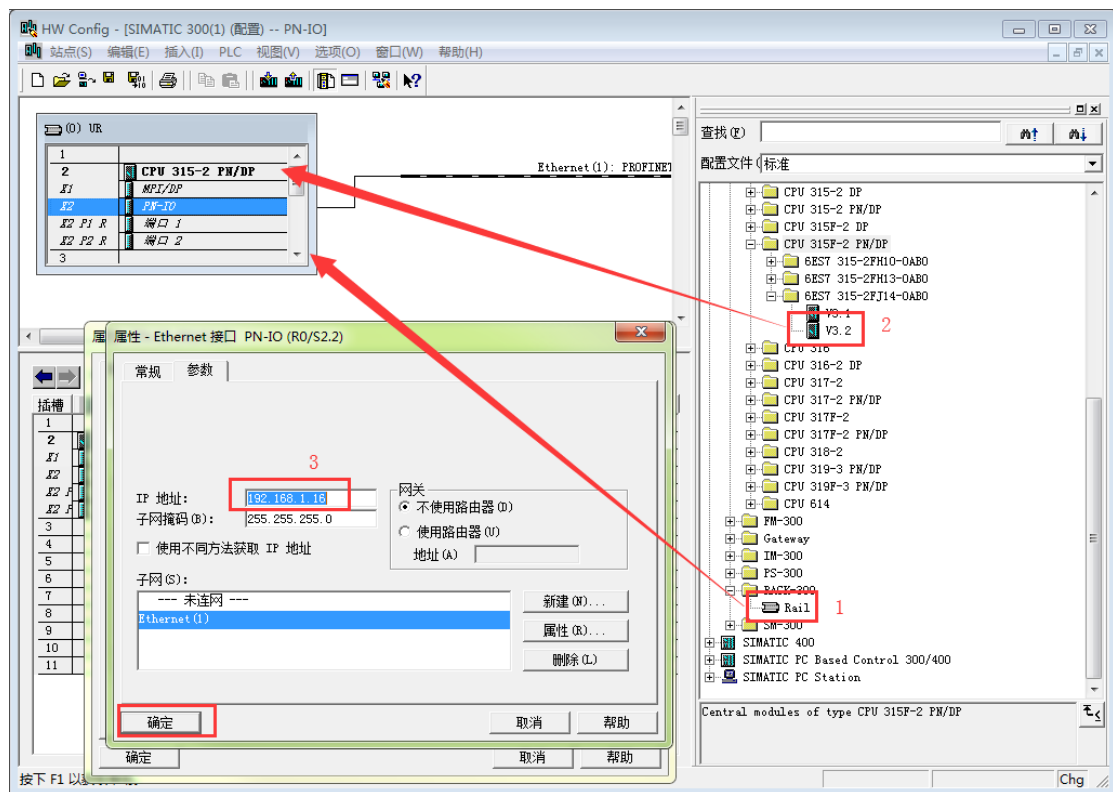 HW Config - [SIMATIC 300(1) (配置) -- PN-IO]
站点(S) 编辑(E) 插入(I) PLC 视图(V) 选项(O) 窗口(W) 帮助(H)
(0) UR
1
2 CPU 315-2 PN/DP
X1 MPI/DP
X2 PN-IO
X2 P1 R 端口 1
X2 P2 R 端口 2
3
Ethernet(1): PROFINET
查找(F)
配置文件(
标准
CPU 315-2 DP
CPU 315-2 PN/DP
CPU 315F-2 DP
CPU 315F-2 PN/DP
6ES7 315-2FH10-0AB0
6ES7 315-2FH13-0AB0
6ES7 315-2FJ14-0AB0
V3.1
V3.2
2
CPU 316
CPU 316-2 DP
CPU 317-2
CPU 317-2 PN/DP
CPU 317F-2
CPU 317F-2 PN/DP
CPU 318-2
CPU 319-3 PN/DP
CPU 319F-3 PN/DP
CPU 614
FM-300
Gateway
IM-300
PS-300
RACK-300
Rail
1
SM-300
SIMATIC 400
SIMATIC PC Based Control 300/400
SIMATIC PC Station
Central modules of type CPU 315F-2 PN/DP
插槽
1
2
X1
X2
X2 P
X2 P
3
4
5
6
7
8
9
10
11
属
属性 - Ethernet 接口 PN-IO (R0/S2.2)
常规 参数
3
IP 地址: 192.168.1.16
子网掩码(B): 255.255.255.0
使用不同方法获取 IP 地址
网关
不使用路由器(D)
使用路由器(U)
地址(A)
子网(S):
--- 未连网 ---
Ethernet(1)
新建(N)...
属性(R)...
删除(L)
确定 取消 帮助
确定 取消 帮助
按下 F1 以
Chg